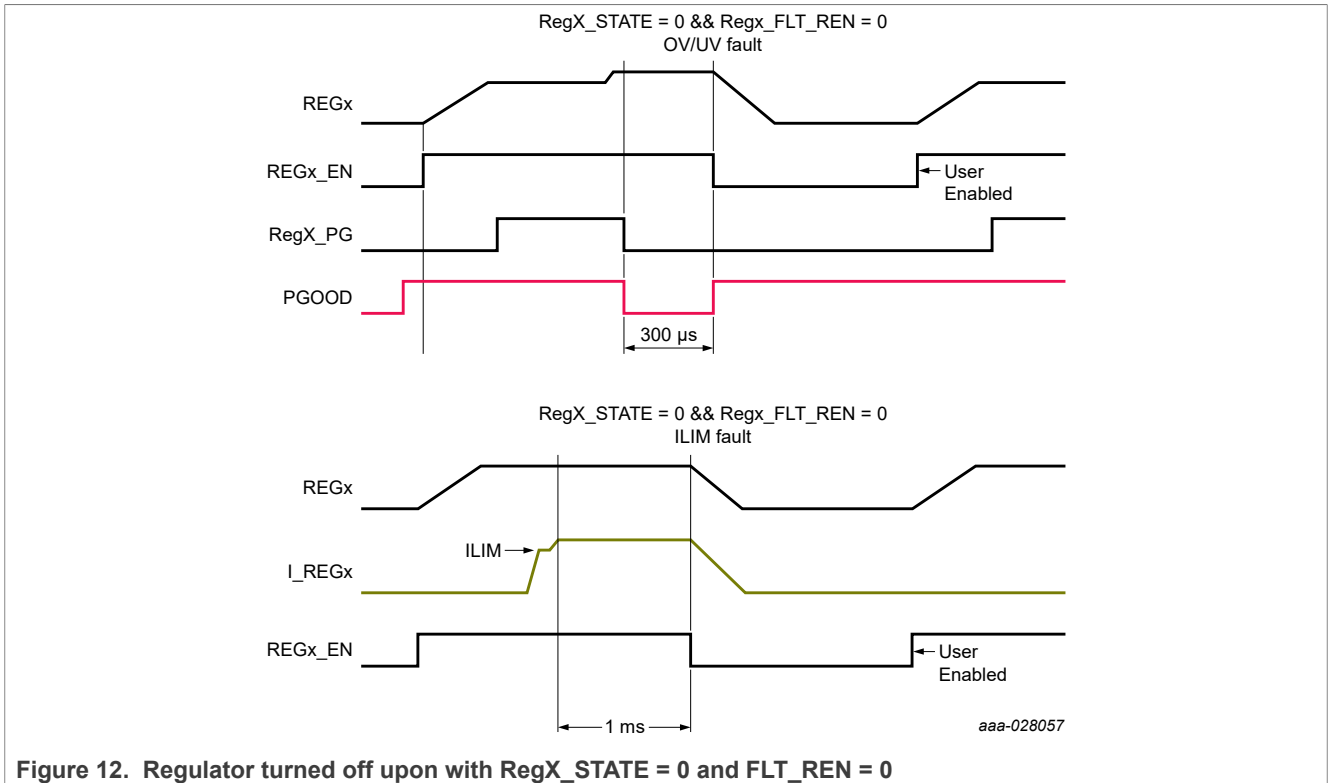 RegX_STATE = 0 && Regx_FLT_REN = 0
OV/UV fault
REGx
REGx_EN
User
Enabled
RegX_PG
PGOOD
300 µs
RegX_STATE = 0 && Regx_FLT_REN = 0
ILIM fault
REGx
ILIM
I_REGx
REGx_EN
User
Enabled
1 ms
aaa-028057
Figure 12. Regulator turned off upon with RegX_STATE = 0 and FLT_REN = 0